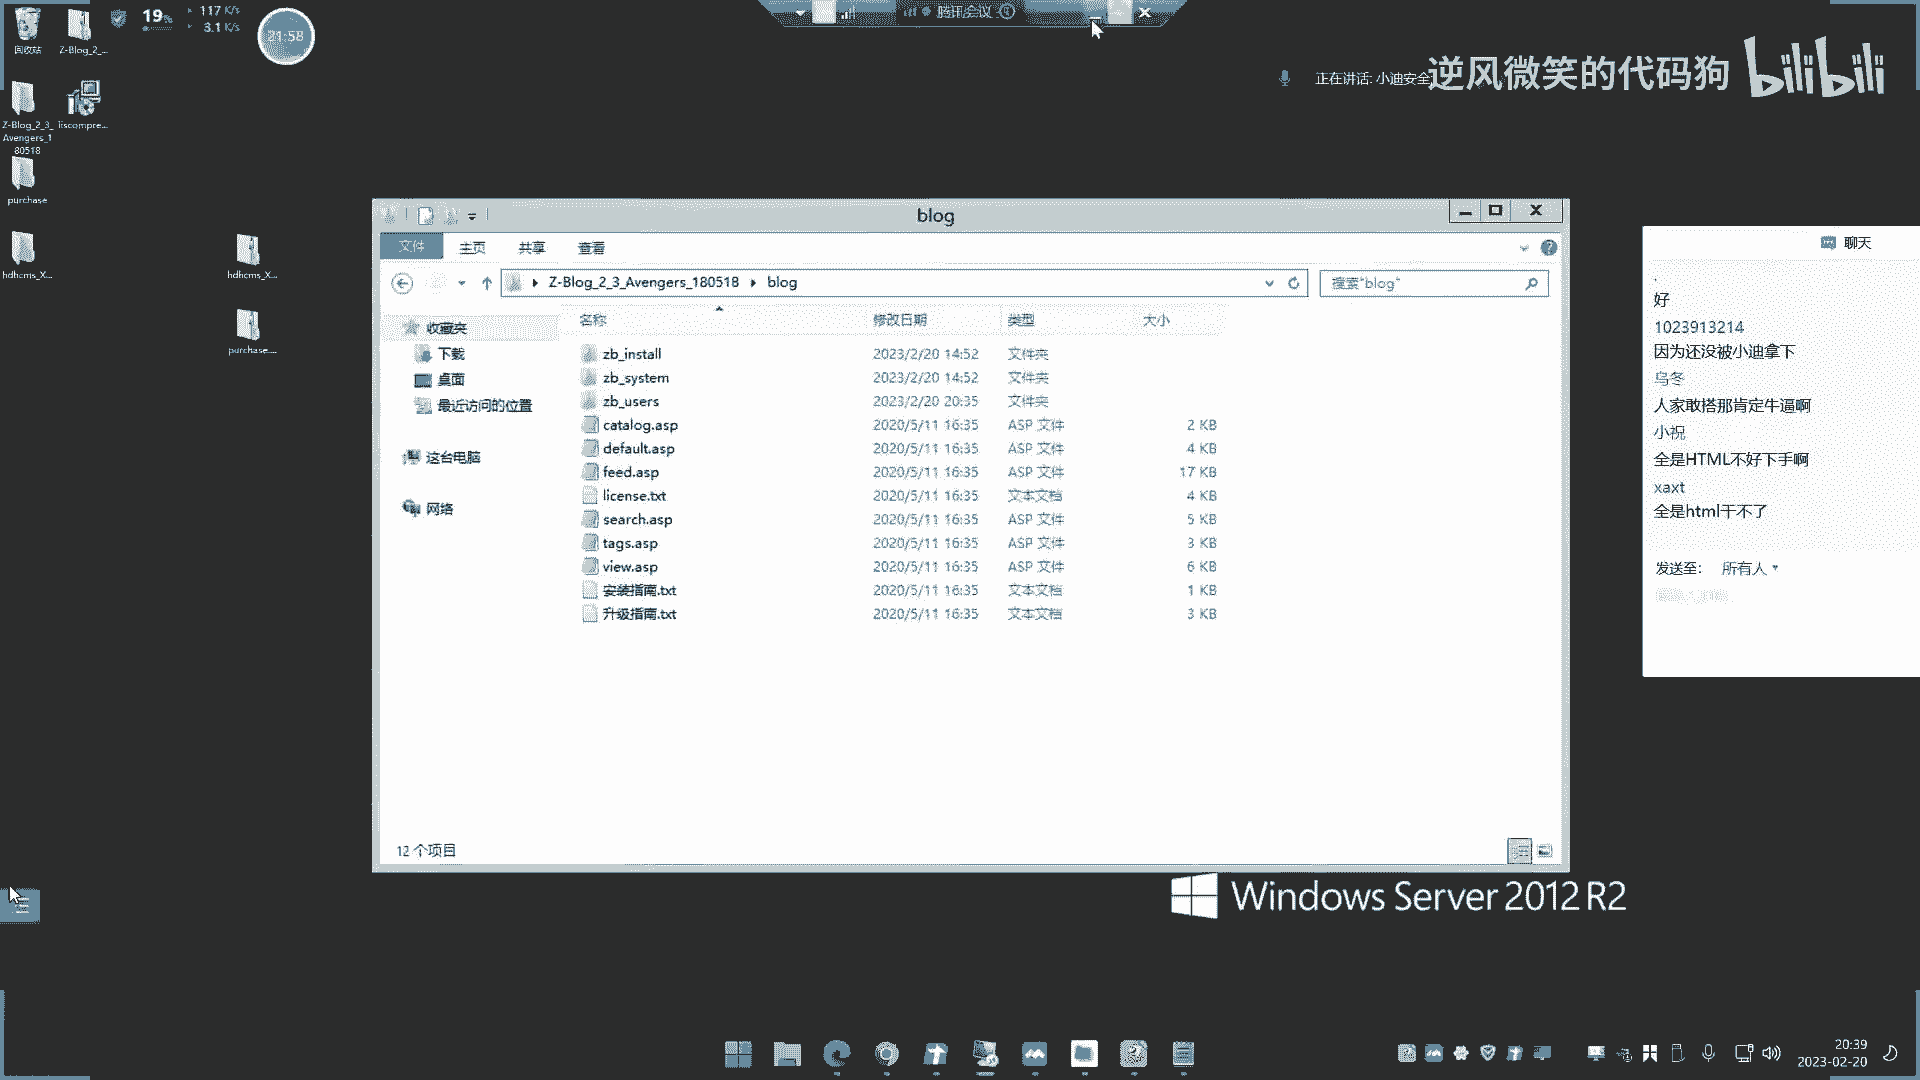 回收站
Z-Blog_2_...
19%
117 K/s
3.1 K/s
21:58
腾讯会议
正在讲话: 小迪安全
逆风微笑的代码狗
bilibili
Z-Blog_2_3_
Avengers_1
80518
iiscompre...
purchase
hdhcms_X...
hdhcms_X...
purchase....
blog
文件
主页
共享
查看
Z-Blog_2_3_Avengers_180518
blog
搜索"blog"
收藏夹
下载
桌面
最近访问的位置
这台电脑
网络
名称 修改日期 类型 大小
zb_install 2023/2/20 14:52 文件夹
zb_system 2023/2/20 14:52 文件夹
zb_users 2023/2/20 20:35 文件夹
catalog.asp 2020/5/11 16:35 ASP 文件 2 KB
default.asp 2020/5/11 16:35 ASP 文件 4 KB
feed.asp 2020/5/11 16:35 ASP 文件 17 KB
license.txt 2020/5/11 16:35 文本文档 4 KB
search.asp 2020/5/11 16:35 ASP 文件 5 KB
tags.asp 2020/5/11 16:35 ASP 文件 3 KB
view.asp 2020/5/11 16:35 ASP 文件 6 KB
安装指南.txt 2020/5/11 16:35 文本文档 1 KB
升级指南.txt 2020/5/11 16:35 文本文档 3 KB
12 个项目
聊天
好
1023913214
因为还没被小迪拿下
乌冬
人家敢搭那肯定牛逼啊
小祝
全是HTML不好下手啊
xaxt
全是html干不了
发送至: 所有人
Windows Server 2012 R2
20:39
2023-02-20